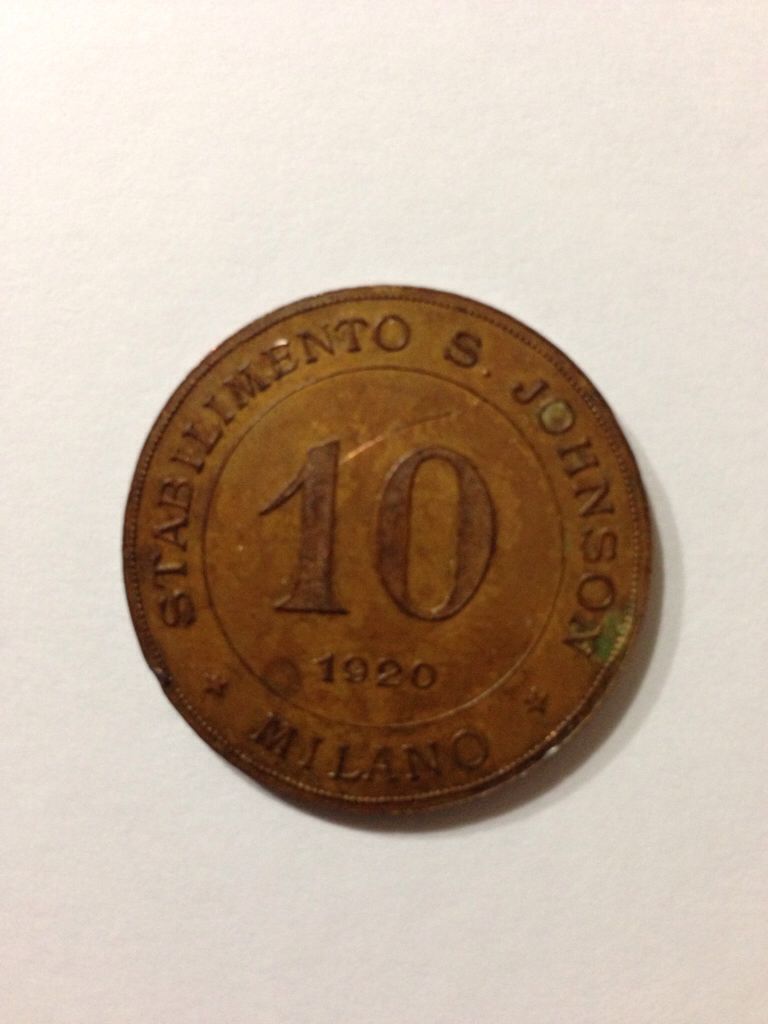 STABILIMENTO S. JOHNSON
10
1920
MILANO